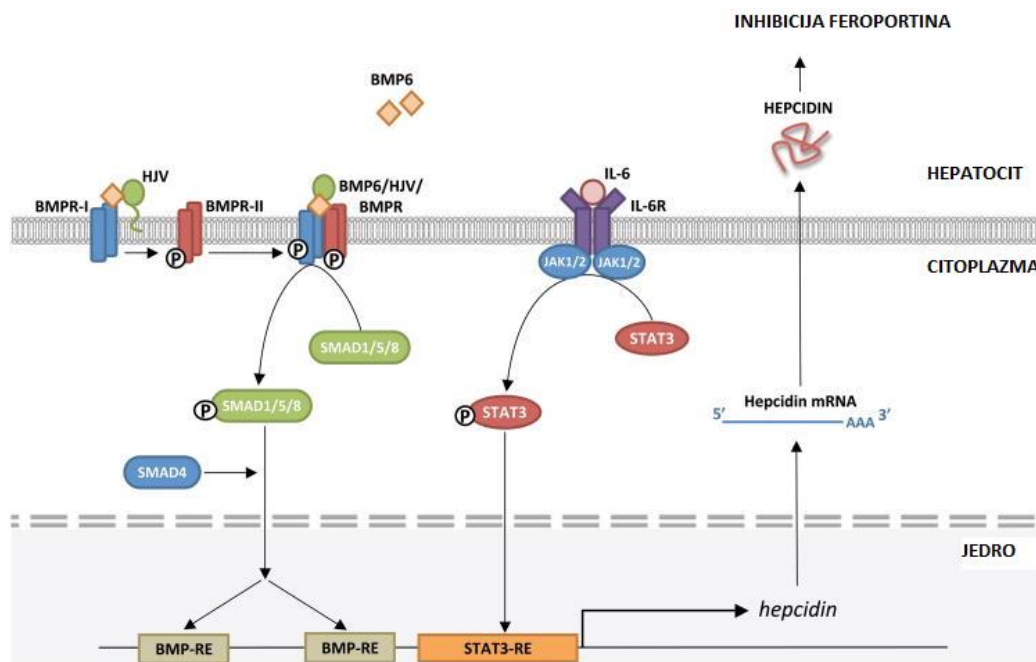 INHIBICIJA FEROPORTINA
BMP6
HEPCIDIN
HJV
IL-6
HEPATOCIT
BMPR-I
BMPR-II
BMP6/HJV/
BMPR
IL-6R
P
P
P
JAK1/2
JAK1/2
CITOPLAZMA
SMAD1/5/8
STAT3
P
SMAD1/5/8
P
STAT3
Hepcidin mRNA
5′
AAA 3′
SMAD4
JEDRO
hepcidin
BMP-RE
BMP-RE
STAT3-RE